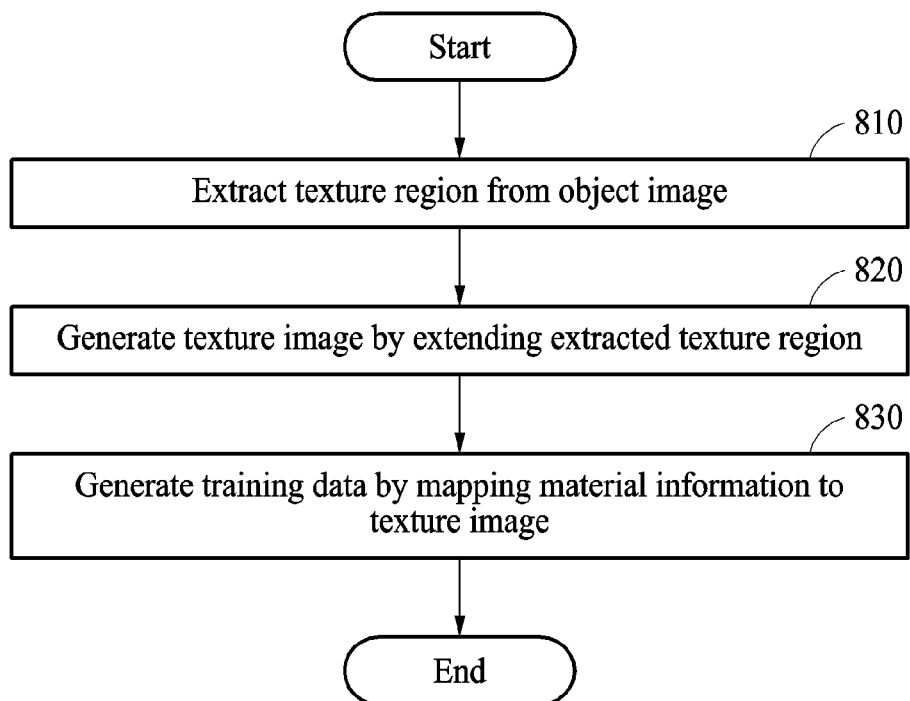 Start
810
Extract texture region from object image
820
Generate texture image by extending extracted texture region
830
Generate training data by mapping material information to
texture image
End